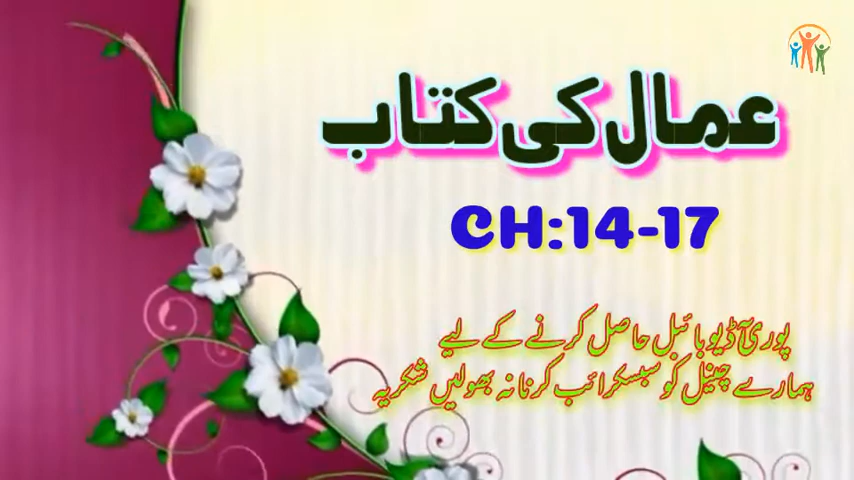 عمال کی کتاب
CH:14-17
پوری آڈیو بائبل حاصل کرنے کے لیے
ہمارے چینل کو سبسکرائب کرنا نہ بھولیں شکریہ